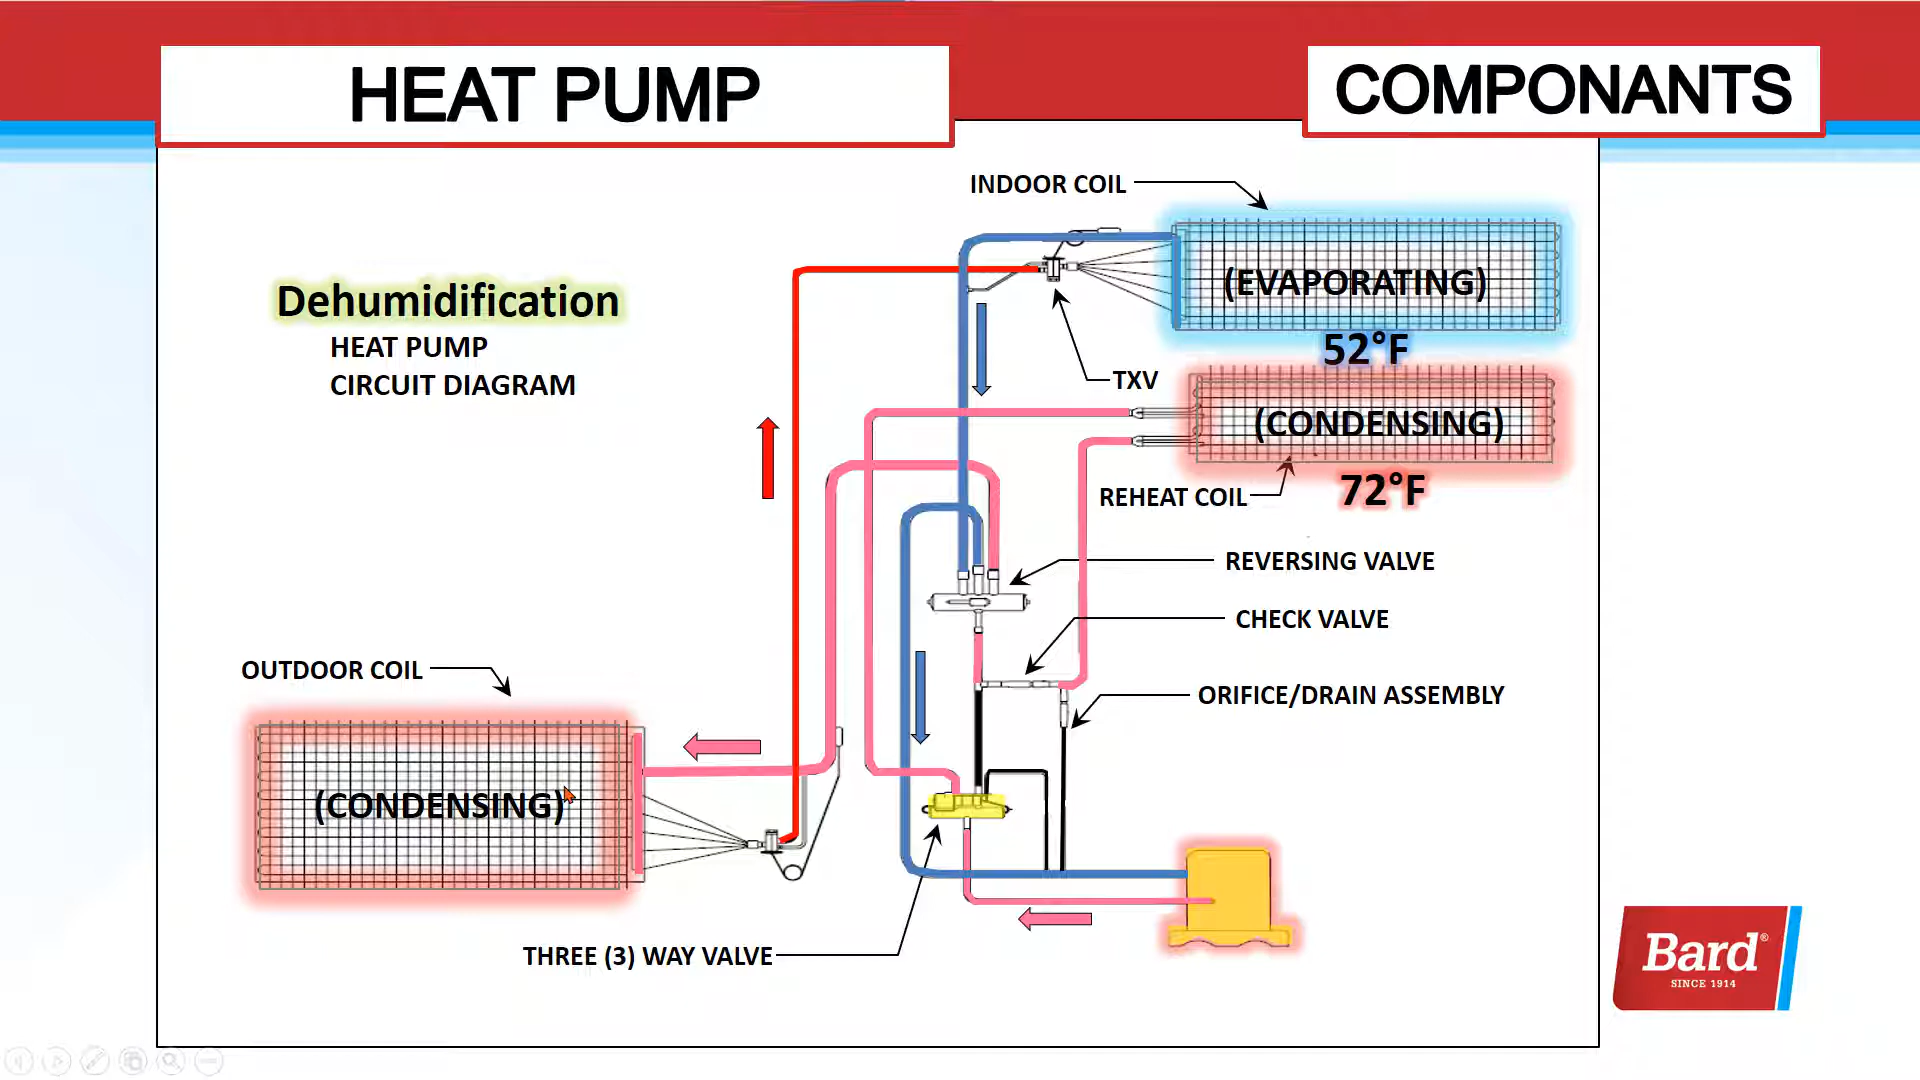 HEAT PUMP
COMPONANTS
INDOOR COIL
Dehumidification
HEAT PUMP
CIRCUIT DIAGRAM
(EVAPORATING)
52°F
TXV
(CONDENSING)
REHEAT COIL
72°F
REVERSING VALVE
CHECK VALVE
OUTDOOR COIL
ORIFICE/DRAIN ASSEMBLY
(CONDENSING)
THREE (3) WAY VALVE
Bard®
SINCE 1914